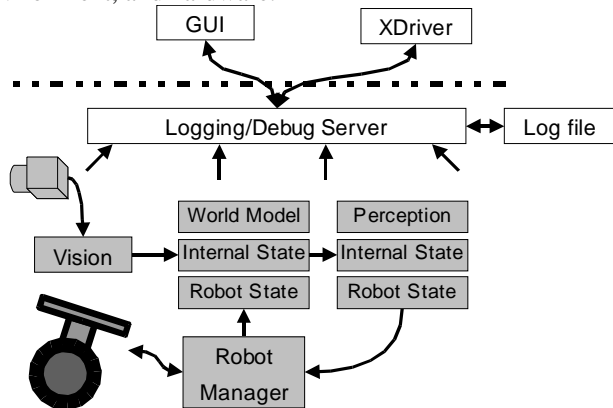 GUI
XDriver
Logging/Debug Server
Log file
World Model
Perception
Vision
Internal State
Internal State
Robot State
Robot State
Robot
Manager